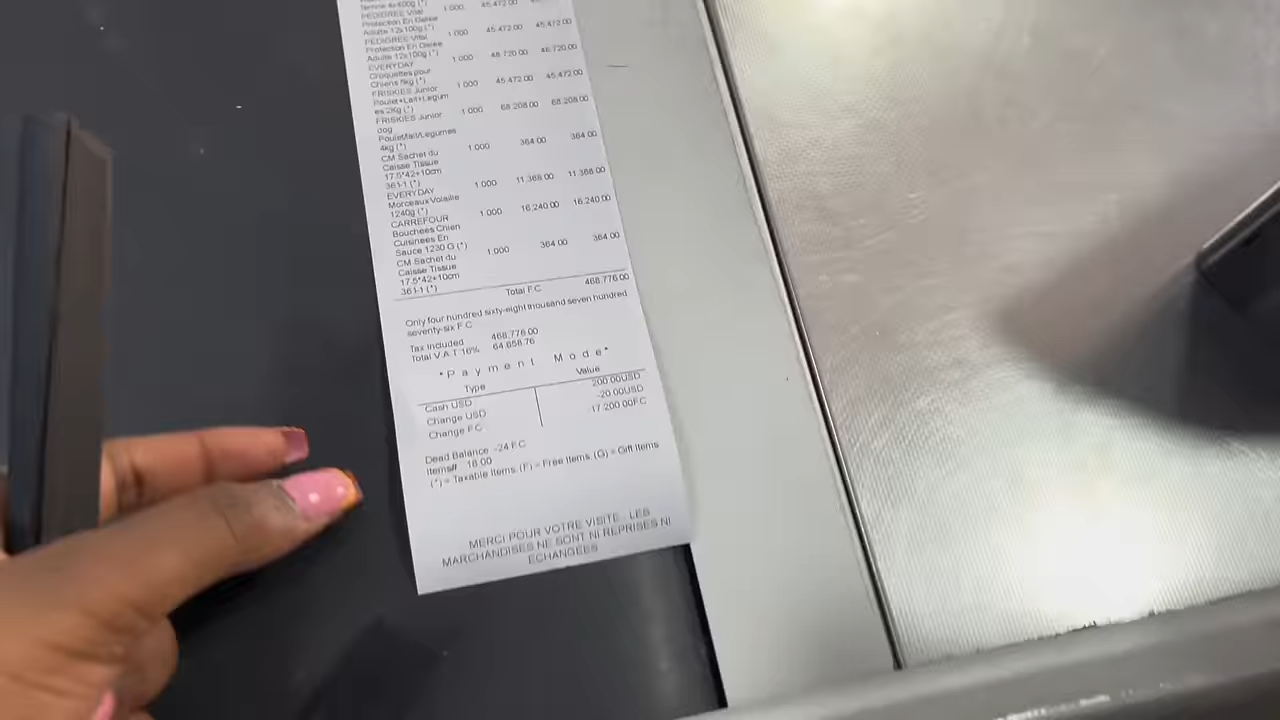 Tennis 4x400g (*)
PEDIGREE Vital 1.000 45,472.00
Protection En Gelee
Adulte 12x100g (*) 1.000 45,472.00 45,472.00
PEDIGREE Vital
Protection En Gelee
Adulte 12x100g (*) 1.000 48,720.00 48,720.00
EVERYDAY
Croquettes pour
Chiens 5kg (*) 1.000 45,472.00 45,472.00
FRISKIES Junior
Poulet+Lait+Legum
es 2Kg (*) 1.000 68,208.00 68,208.00
FRISKIES Junior
dog
Poulet/lait/Legumes
4kg (*) 1.000 364.00 364.00
CM Sachet du
Caisse Tissue
17.5*42+10cm
361-1 (*) 1.000 11,368.00 11,368.00
EVERYDAY
Morceaux Volaille
1240g (*) 1.000 16,240.00 16,240.00
CARREFOUR
Bouchees Chien
Cuisinees En
Sauce 1230 G (*) 1.000 364.00 364.00
CM Sachet du
Caisse Tissue
17.5*42+10cm
361-1 (*)
Total F.C 468,776.00
Only four hundred sixty-eight thousand seven hundred
seventy-six F.C
Tax Included 468,776.00
Total V.A.T 16% 64,658.76
*Payment Mode*
Type Value
Cash USD 200.00USD
Change USD -20.00USD
Change FC -17,200.00FC
Dead Balance -24 F.C
Items# 16.00
(*) = Taxable Items. (F) = Free Items. (G) = Gift Items
MERCI POUR VOTRE VISITE . LES
MARCHANDISES NE SONT NI REPRISES NI
ECHANGEES